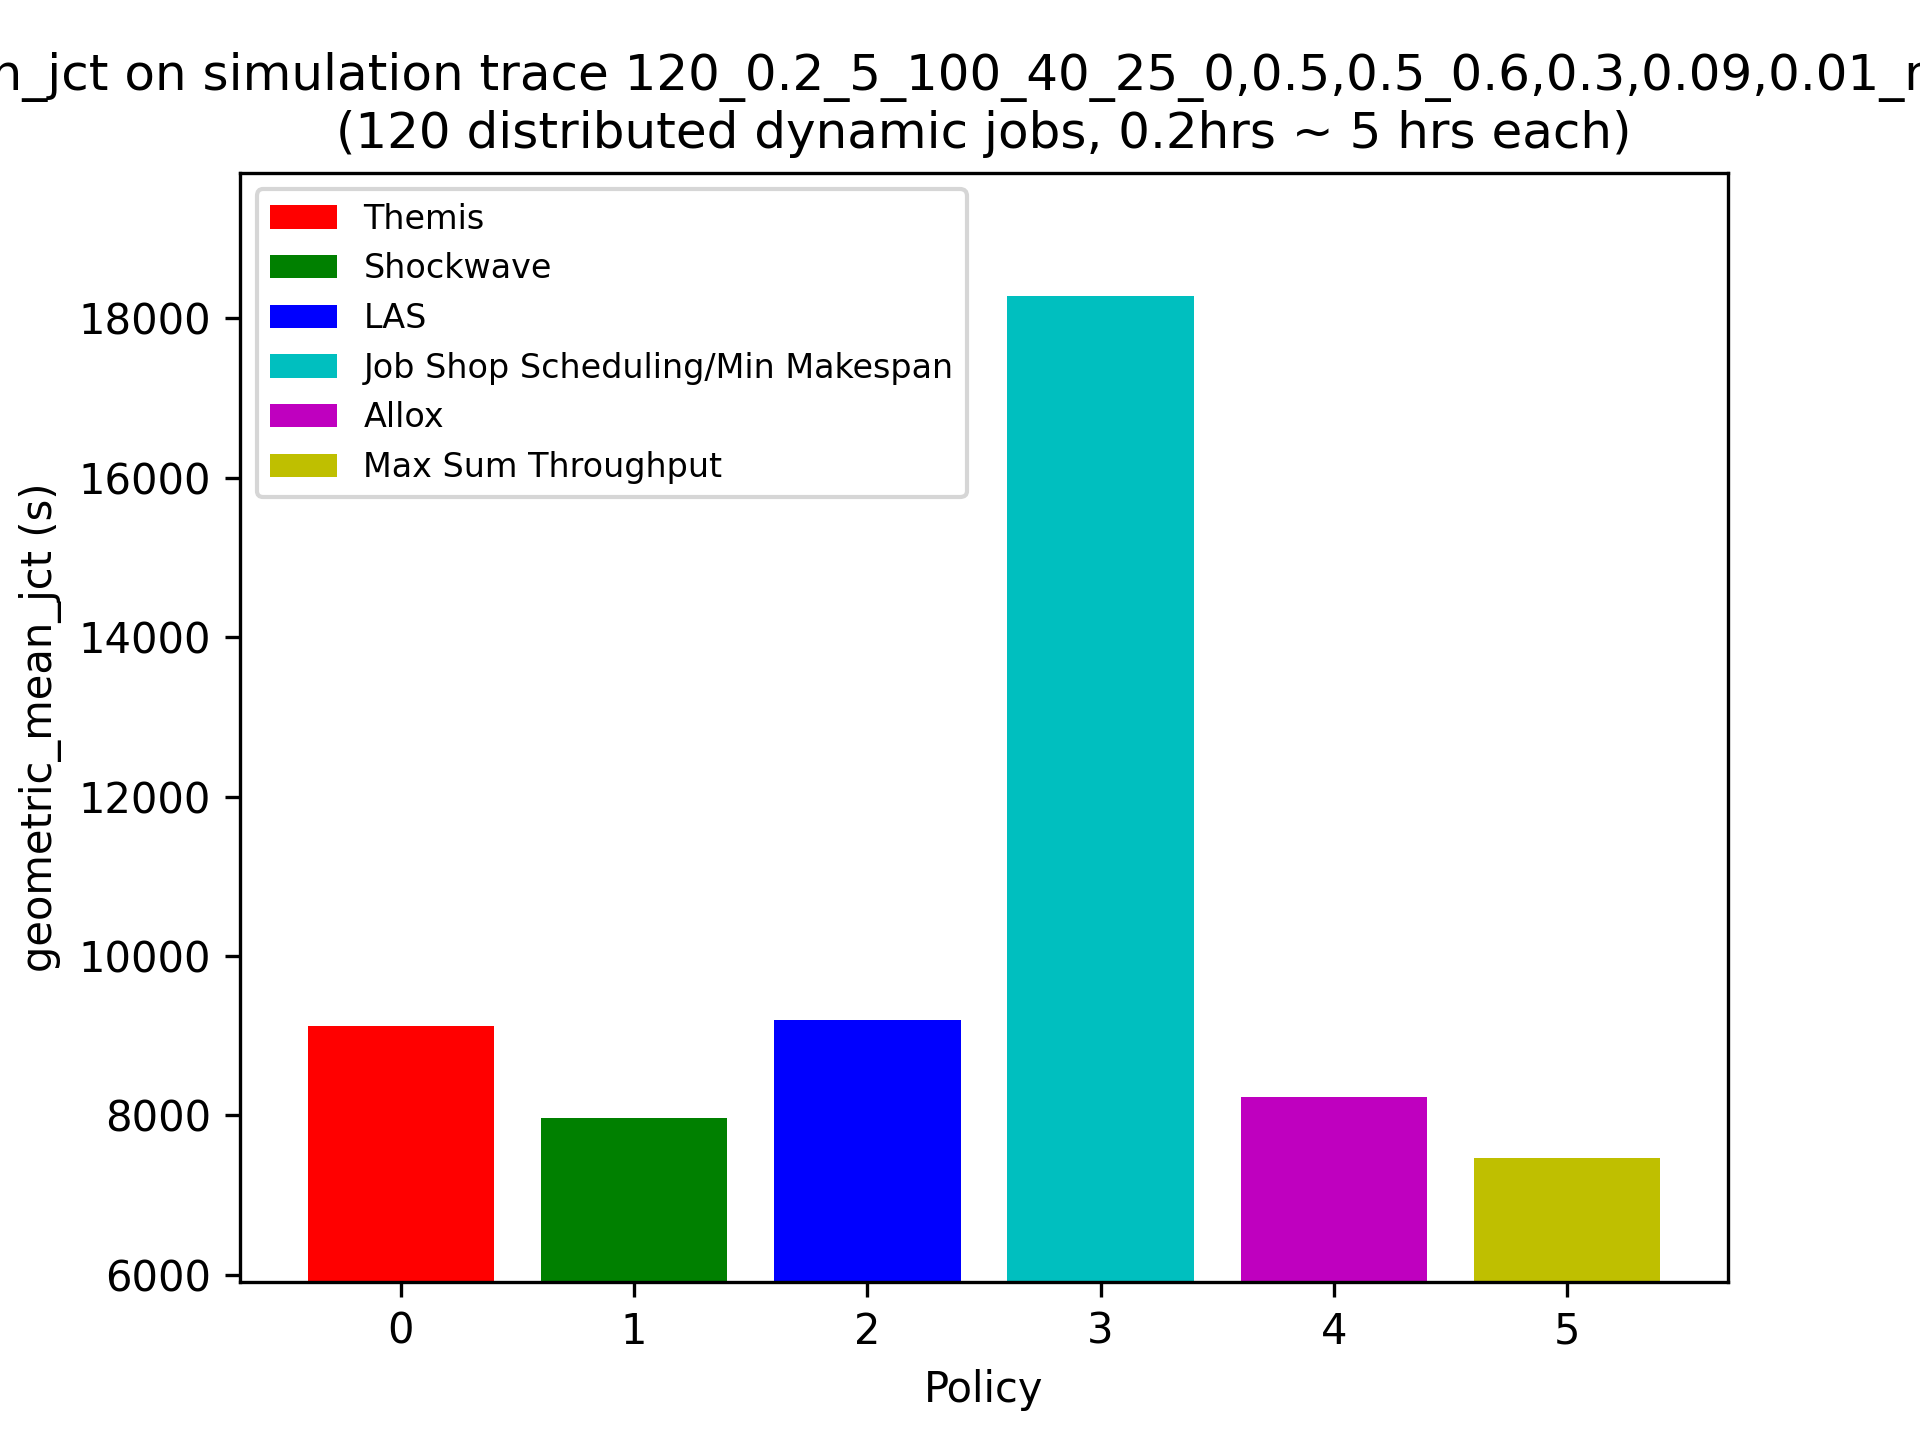 n_jct on simulation trace 120_0.2_5_100_40_25_0,0.5,0.5_0.6,0.3,0.09,0.01_
(120 distributed dynamic jobs, 0.2hrs ~ 5 hrs each)
Themis
Shockwave
LAS
Job Shop Scheduling/Min Makespan
Allox
Max Sum Throughput
geometric_mean_jct (s)
18000
16000
14000
12000
10000
8000
6000
0 1 2 3 4 5
Policy